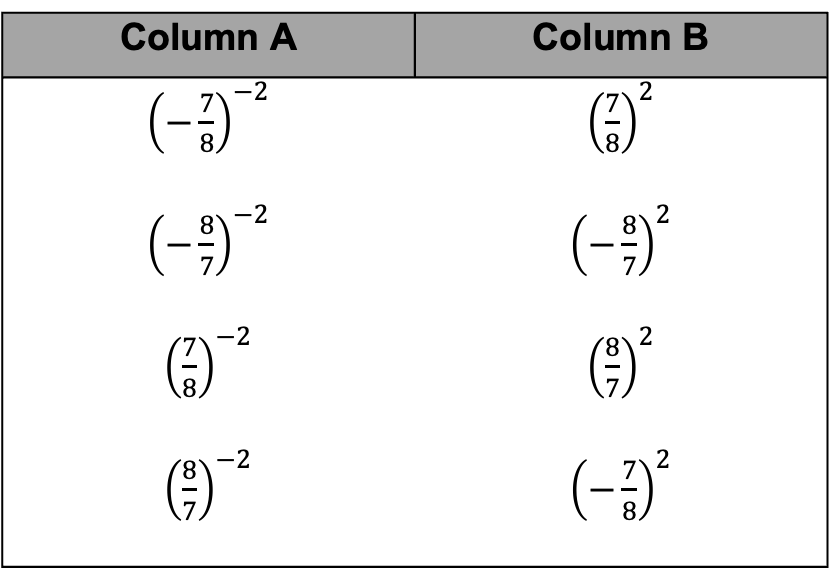 Column A Column B
(−7/8)⁻² (7/8)²
(−8/7)⁻² (−8/7)²
(7/8)⁻² (8/7)²
(8/7)⁻² (−7/8)²